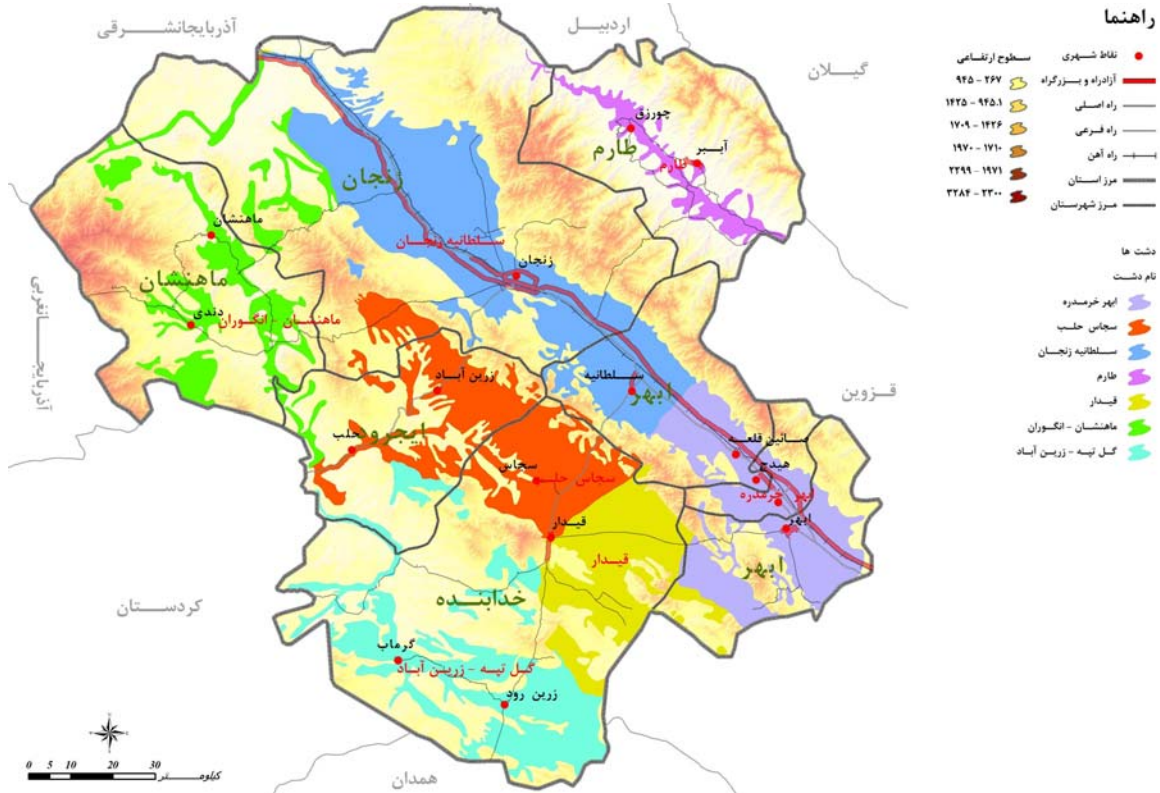 راهنما
نقاط شهری
آزادراه و بزرگراه
راه اصلی
راه فرعی
راه آهن
مرز استان
مرز شهرستان
سطوح ارتفاعی
۲۶۷ - ۹۴۵
۹۴۵.۱ - ۱۴۲۵
۱۴۲۶ - ۱۷۰۹
۱۷۱۰ - ۱۹۷۰
۱۹۷۱ - ۲۲۹۹
۲۳۰۰ - ۳۲۸۴
دشت ها
نام دشت
ابهر خرمدره
سجاس حلب
سلطانیه زنجان
طارم
قیدار
ماهنشان - انگوران
گل تپه - زرین آباد
آذربایجانشرقی
اردبیل
گیلان
قزوین
همدان
کردستان
آذربایجانغربی
چورزق
طارم
آببر
طارم
زنجان
سلطانیه زنجان
زنجان
ماهنشان
ماهنشان
دندی
ماهنشان - انگوران
زرین آباد
ایجرود
حلب
سجاس
سجاس حلب
سلطانیه
ابهر
صائین قلعه
هیدج
ابهر خرمدره
ابهر
ابهر
قیدار
قیدار
خدابنده
گرماب
گل تپه - زرین آباد
زرین رود
0 5 10 20 30
کیلومتر